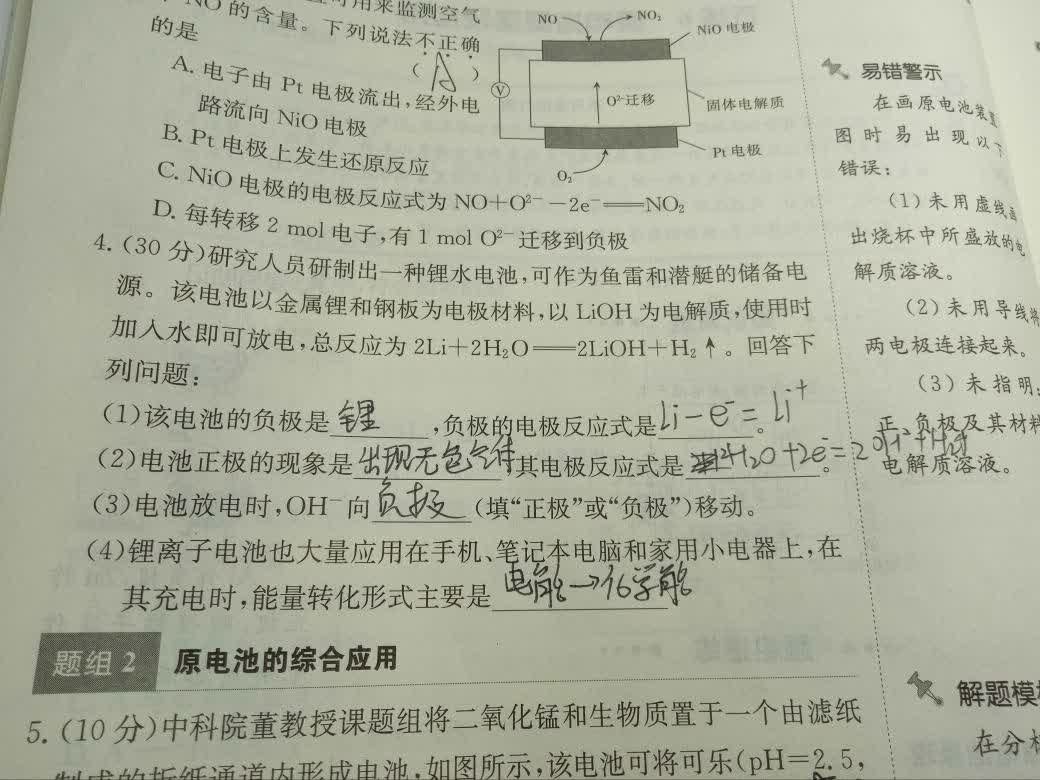 可用来监测空气
NO的含量。下列说法不正确
的是
(A)
A. 电子由 Pt 电极流出,经外电
路流向 NiO 电极
B. Pt 电极上发生还原反应
C. NiO 电极的电极反应式为 NO+O²⁻−2e⁻══NO₂
D. 每转移 2 mol 电子,有 1 mol O²⁻ 迁移到负极
NO
NO₂
NiO 电极
V
O²⁻迁移
固体电解质
Pt 电极
O₂
4. (30 分)研究人员研制出一种锂水电池,可作为鱼雷和潜艇的储备电
源。该电池以金属锂和钢板为电极材料,以 LiOH 为电解质,使用时
加入水即可放电,总反应为 2Li+2H₂O══2LiOH+H₂↑。回答下
列问题:
(1)该电池的负极是锂,负极的电极反应式是Li−e⁻=Li⁺。
(2)电池正极的现象是出现无色气体,其电极反应式是2H₂O+2e⁻=2OH⁻+H₂↑。
(3)电池放电时,OH⁻向负极(填“正极”或“负极”)移动。
(4)锂离子电池也大量应用在手机、笔记本电脑和家用小电器上,在
其充电时,能量转化形式主要是电能→化学能
题组 2 原电池的综合应用
5. (10 分)中科院董教授课题组将二氧化锰和生物质置于一个由滤纸
制成的折纸通道内形成电池,如图所示,该电池可将可乐(pH=2.5,
易错警示
在画原电池装置
图时易出现以下
错误:
(1)未用虚线画
出烧杯中所盛放的电
解质溶液。
(2)未用导线将
两电极连接起来。
(3)未指明
正、负极及其材料
电解质溶液。
解题模
在分